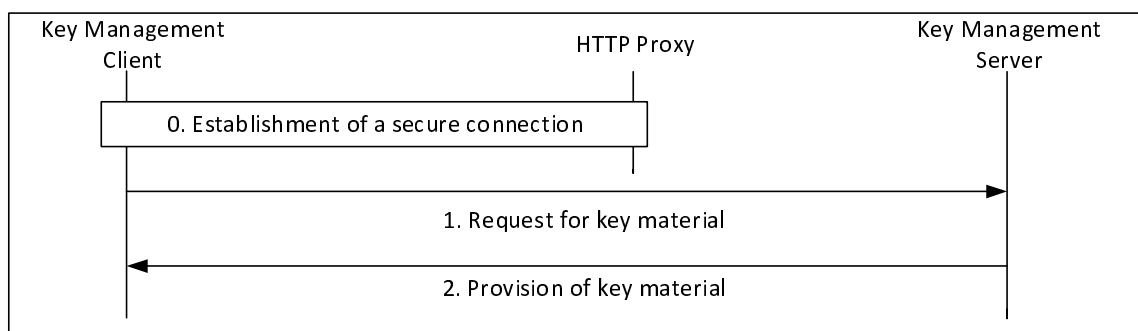 Key Management
Client
HTTP Proxy
Key Management
Server
0. Establishment of a secure connection
1. Request for key material
2. Provision of key material